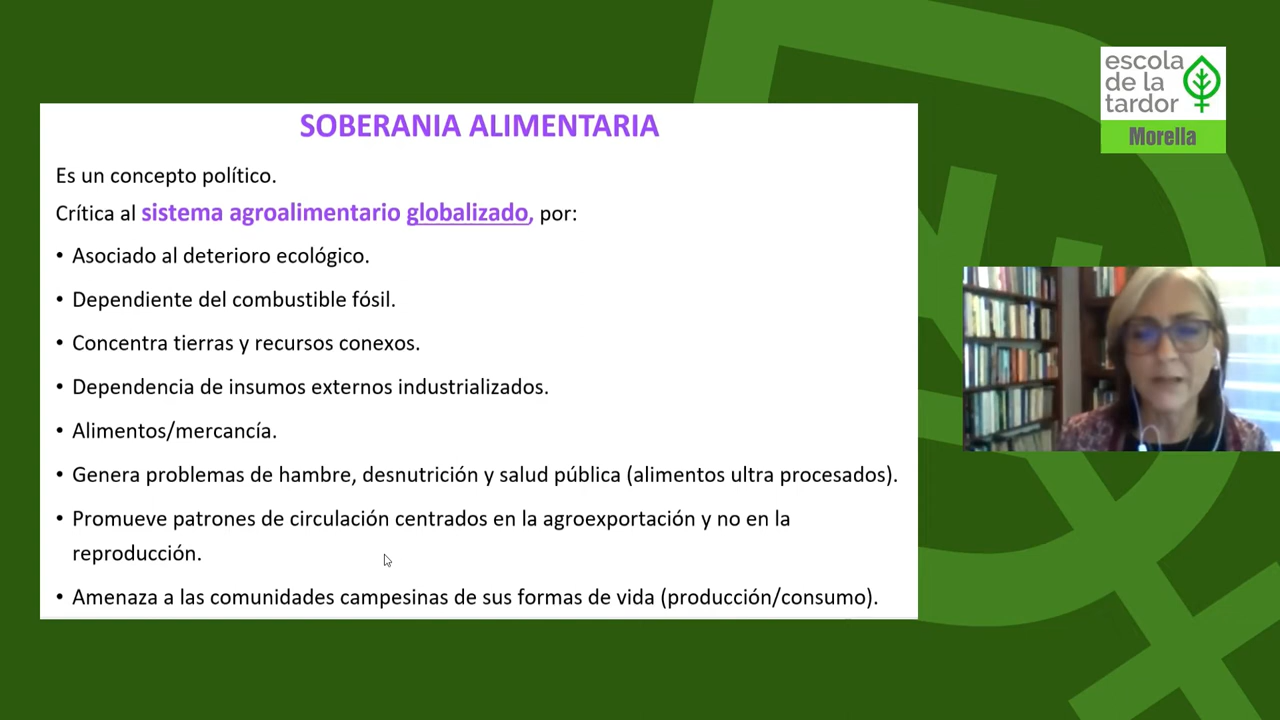 SOBERANIA ALIMENTARIA
Es un concepto político.
Crítica al sistema agroalimentario globalizado, por:
• Asociado al deterioro ecológico.
• Dependiente del combustible fósil.
• Concentra tierras y recursos conexos.
• Dependencia de insumos externos industrializados.
• Alimentos/mercancía.
• Genera problemas de hambre, desnutrición y salud pública (alimentos ultra procesados).
• Promueve patrones de circulación centrados en la agroexportación y no en la
reproducción.
• Amenaza a las comunidades campesinas de sus formas de vida (producción/consumo).
escola
de la
tardor
Morella